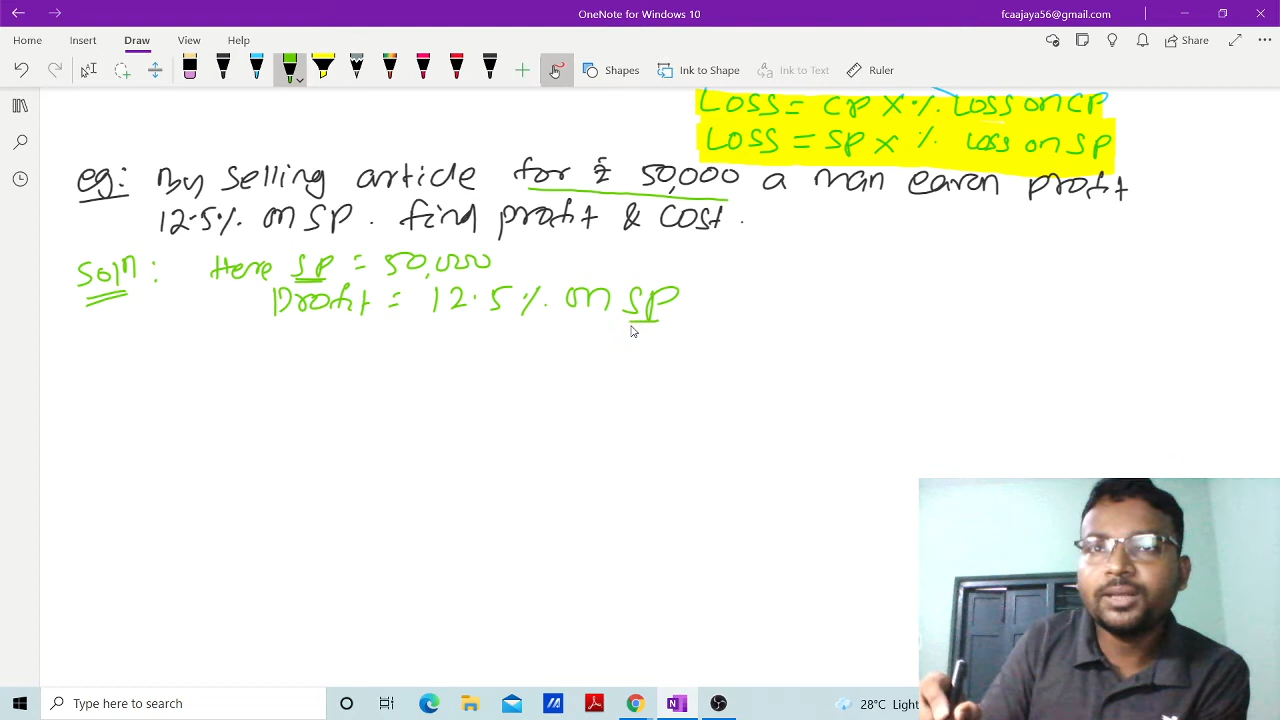 OneNote for Windows 10
fcaajaya56@gmail.com
Home Insert Draw View Help
Share
Shapes Ink to Shape Ink to Text Ruler
LOSS = CP X % LOSS on CP
LOSS = SP X % LOSS on SP
eg: By selling article for ₹ 50,000 a man earen profit
12.5% on SP. find profit & cost.
Soln: Here SP = 50,000
Profit = 12.5% on SP
Type here to search
28°C Light